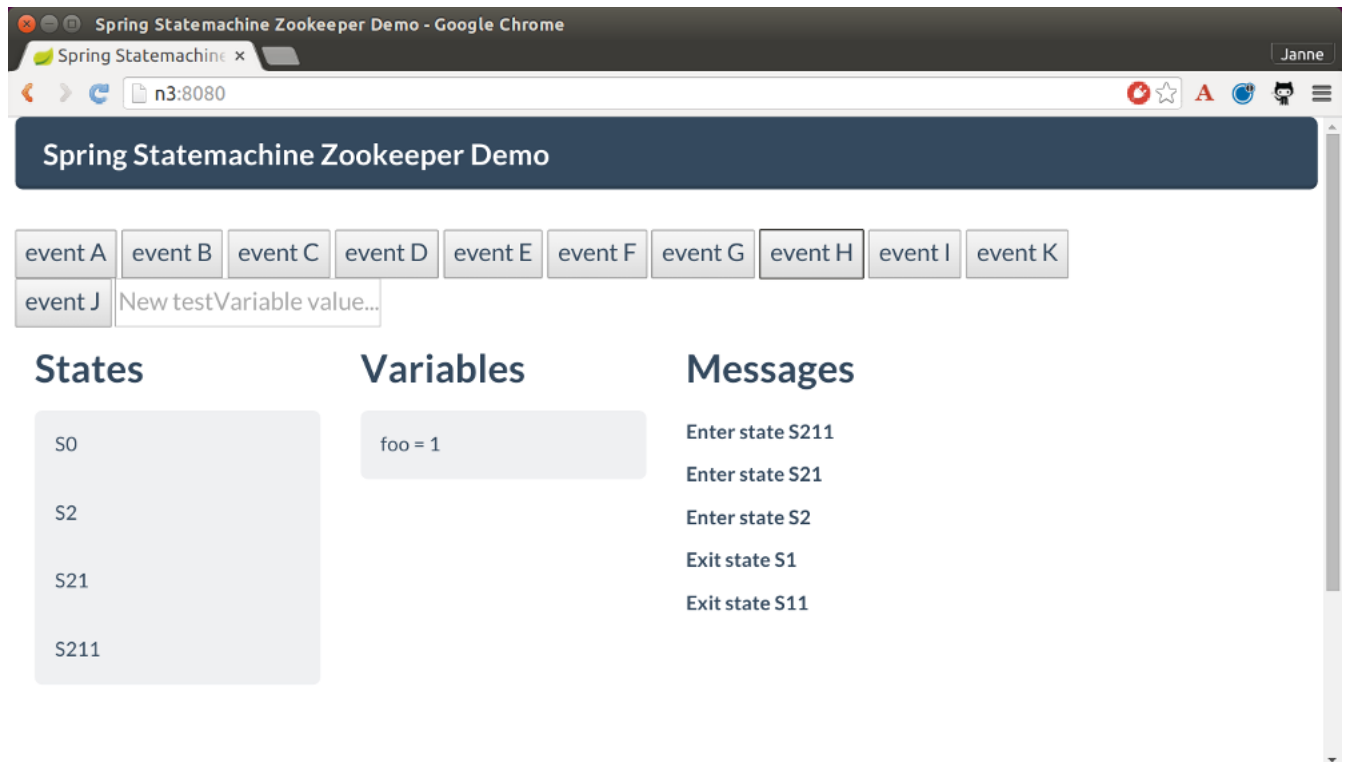 Spring Statemachine Zookeeper Demo - Google Chrome
Spring Statemachine
Janne
n3:8080
A
Spring Statemachine Zookeeper Demo
event A event B event C event D event E event F event G event H event I event K
event J New testVariable value...
States Variables Messages
S0 foo = 1 Enter state S211
Enter state S21
S2 Enter state S2
Exit state S1
S21 Exit state S11
S211